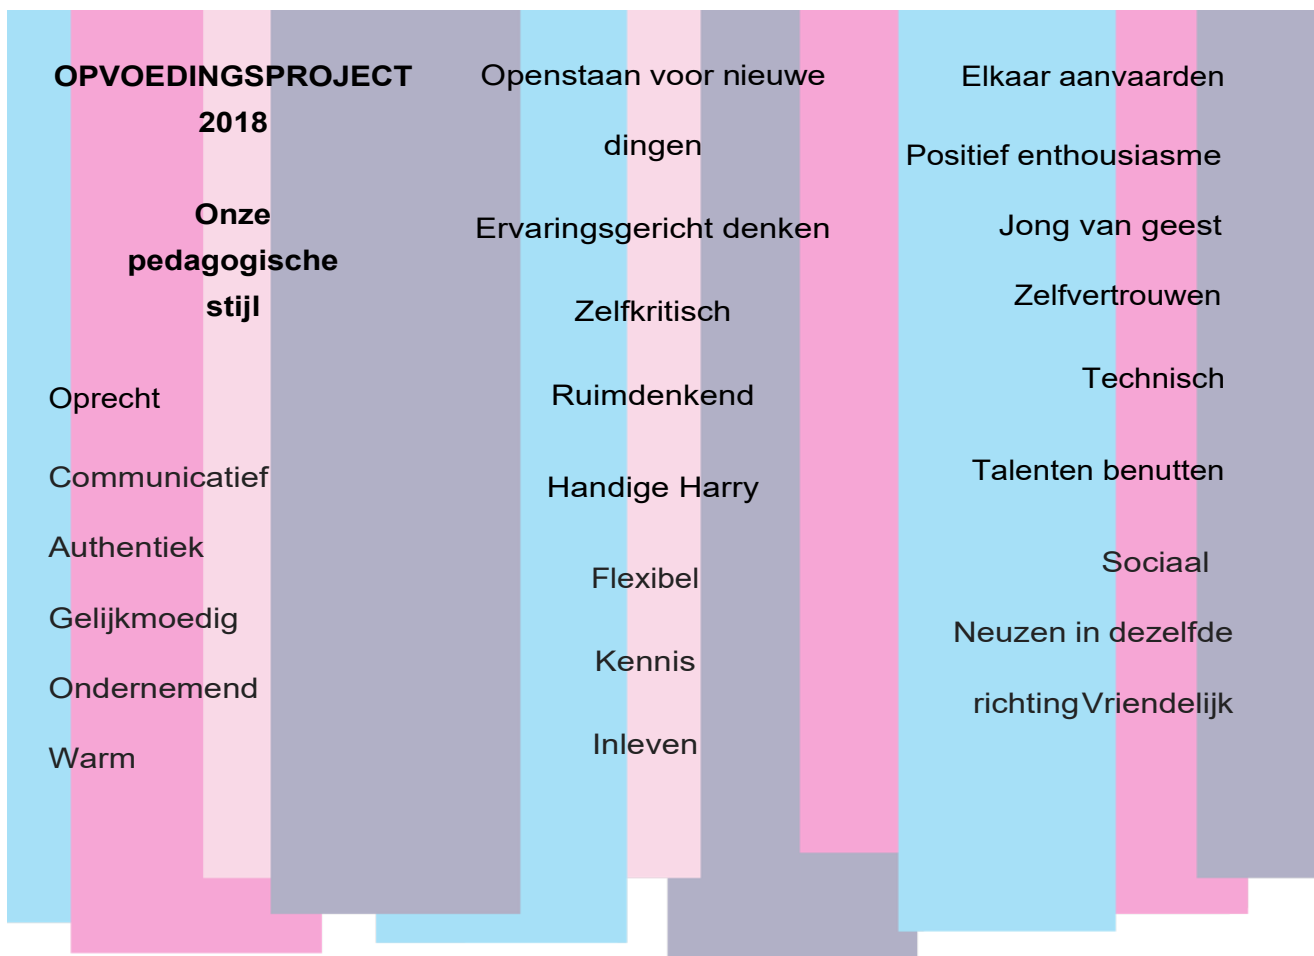 OPVOEDINGSPROJECT
2018
Onze
pedagogische
stijl
Oprecht
Communicatief
Authentiek
Gelijkmoedig
Ondernemend
Warm
Openstaan voor nieuwe
dingen
Ervaringsgericht denken
Zelfkritisch
Ruimdenkend
Handige Harry
Flexibel
Kennis
Inleven
Elkaar aanvaarden
Positief enthousiasme
Jong van geest
Zelfvertrouwen
Technisch
Talenten benutten
Sociaal
Neuzen in dezelfde
richtingVriendelijk